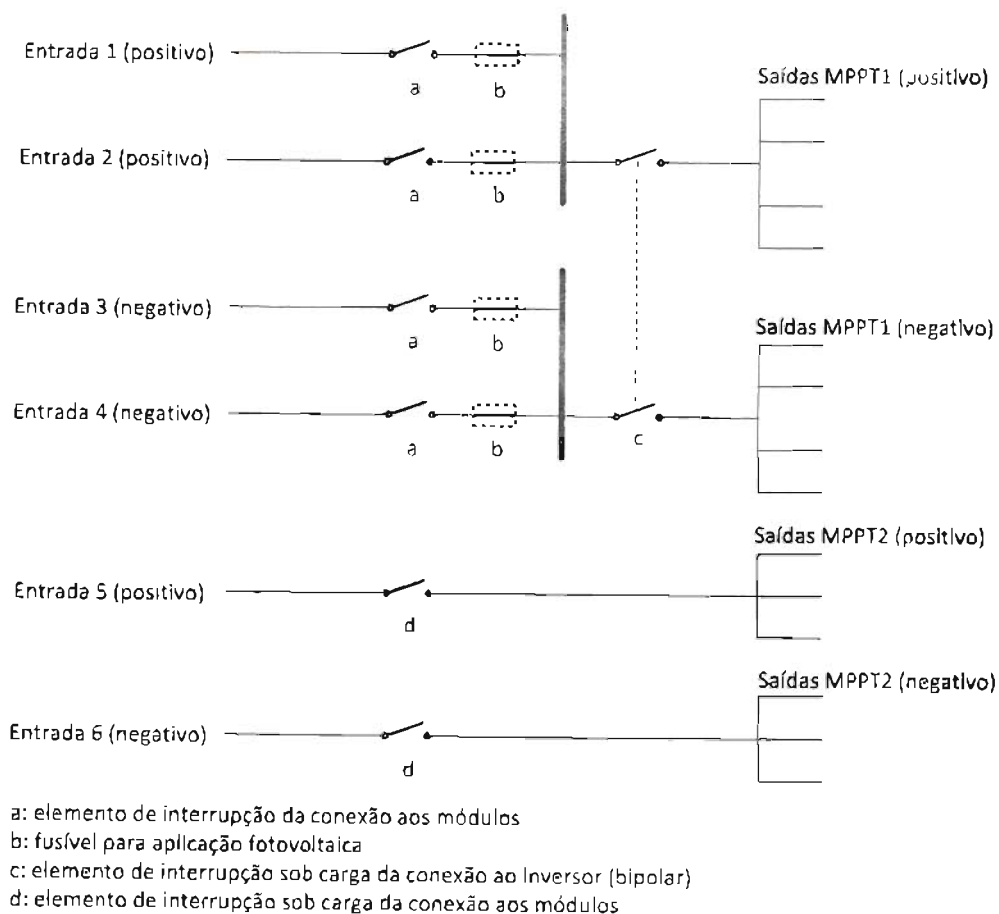 Entrada 1 (positivo)
a
b
Saídas MPPT1 (positivo)
Entrada 2 (positivo)
a
b
Entrada 3 (negativo)
a
b
Saídas MPPT1 (negativo)
Entrada 4 (negativo)
a
b
c
Saídas MPPT2 (positivo)
Entrada 5 (positivo)
d
Saídas MPPT2 (negativo)
Entrada 6 (negativo)
d
a: elemento de interrupção da conexão aos módulos
b: fusível para aplicação fotovoltaica
c: elemento de interrupção sob carga da conexão ao Inversor (bipolar)
d: elemento de interrupção sob carga da conexão aos módulos